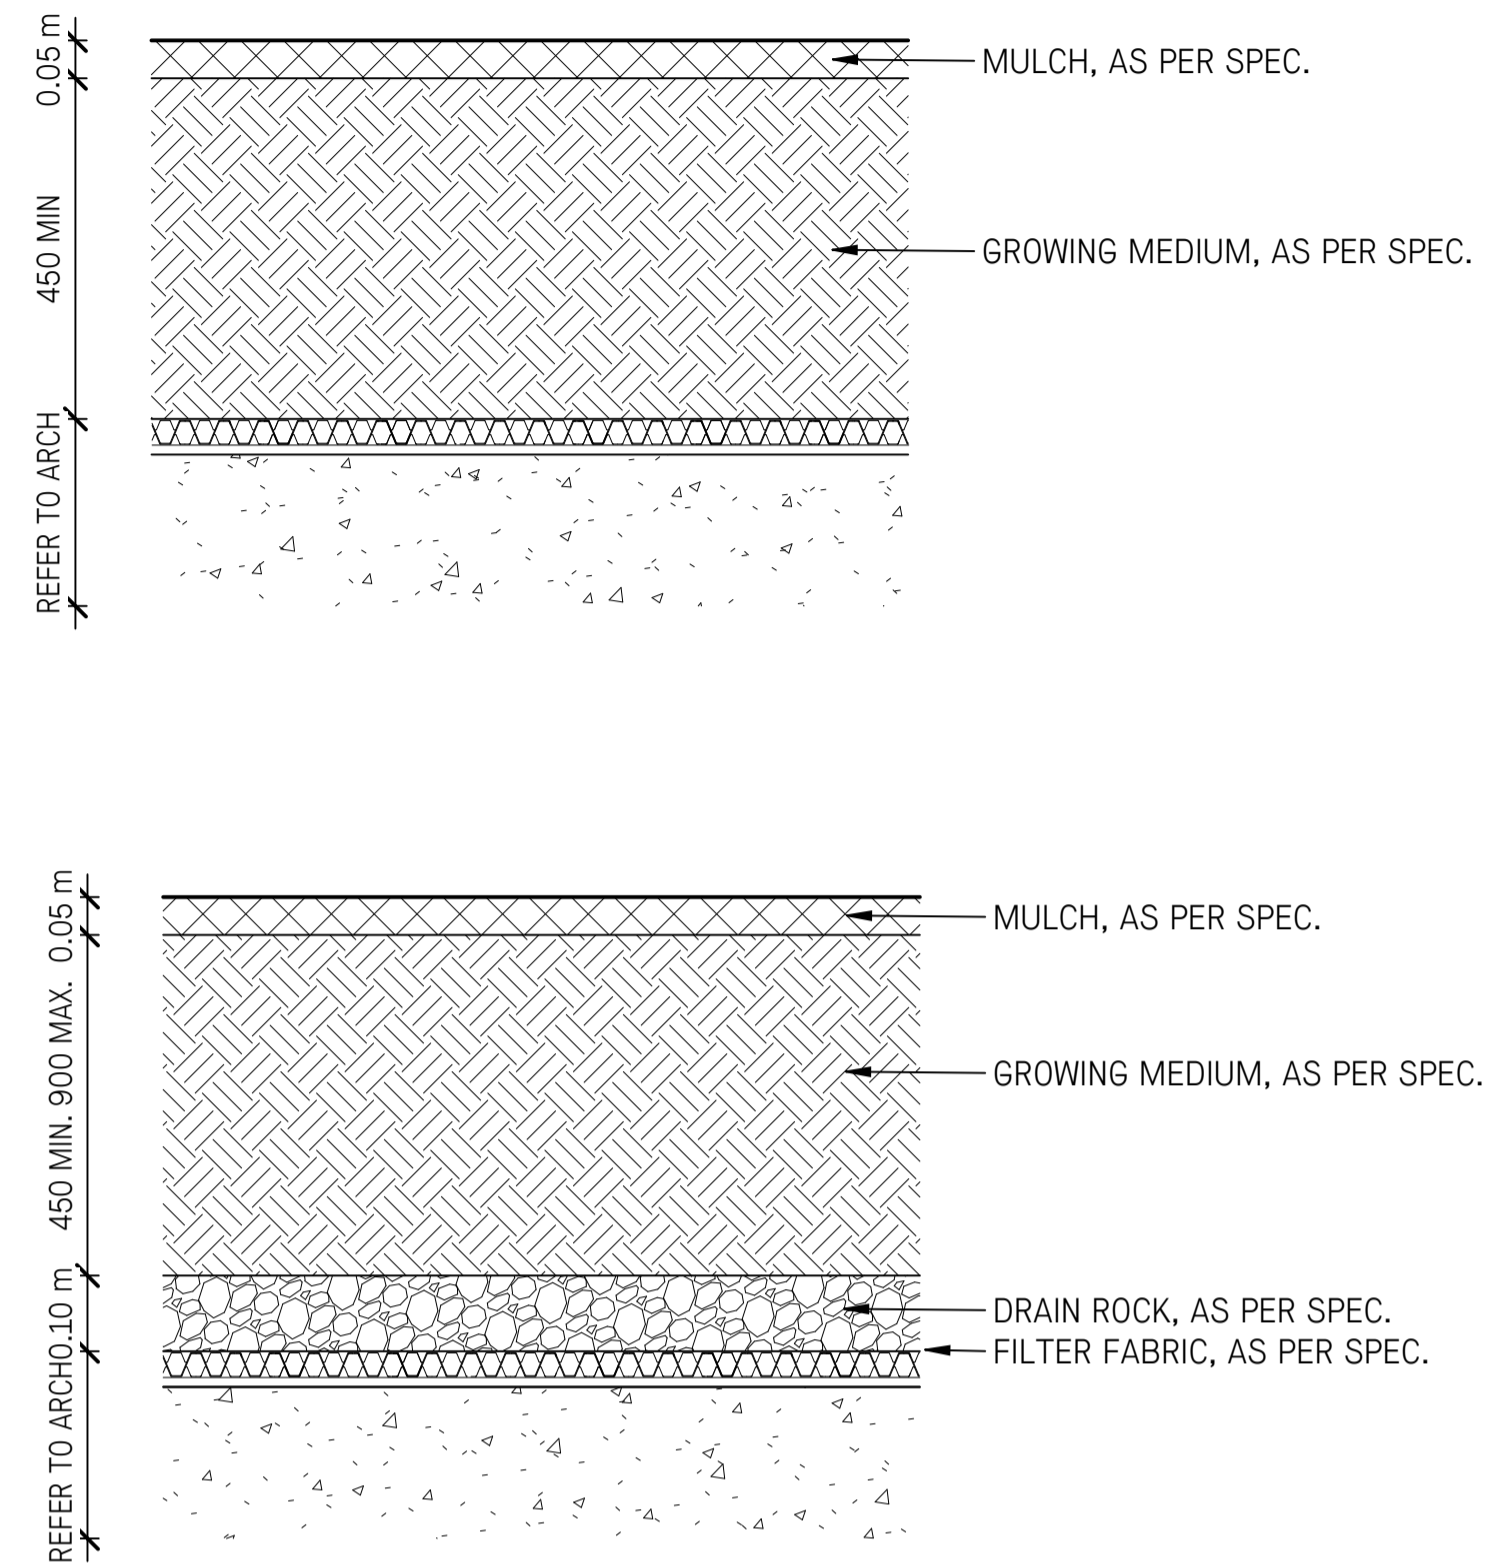 0.05 m
MULCH, AS PER SPEC.
450 MIN
GROWING MEDIUM, AS PER SPEC.
REFER TO ARCH
0.05 m
MULCH, AS PER SPEC.
450 MIN. 900 MAX.
GROWING MEDIUM, AS PER SPEC.
0.10 m
DRAIN ROCK, AS PER SPEC.
FILTER FABRIC, AS PER SPEC.
REFER TO ARCH